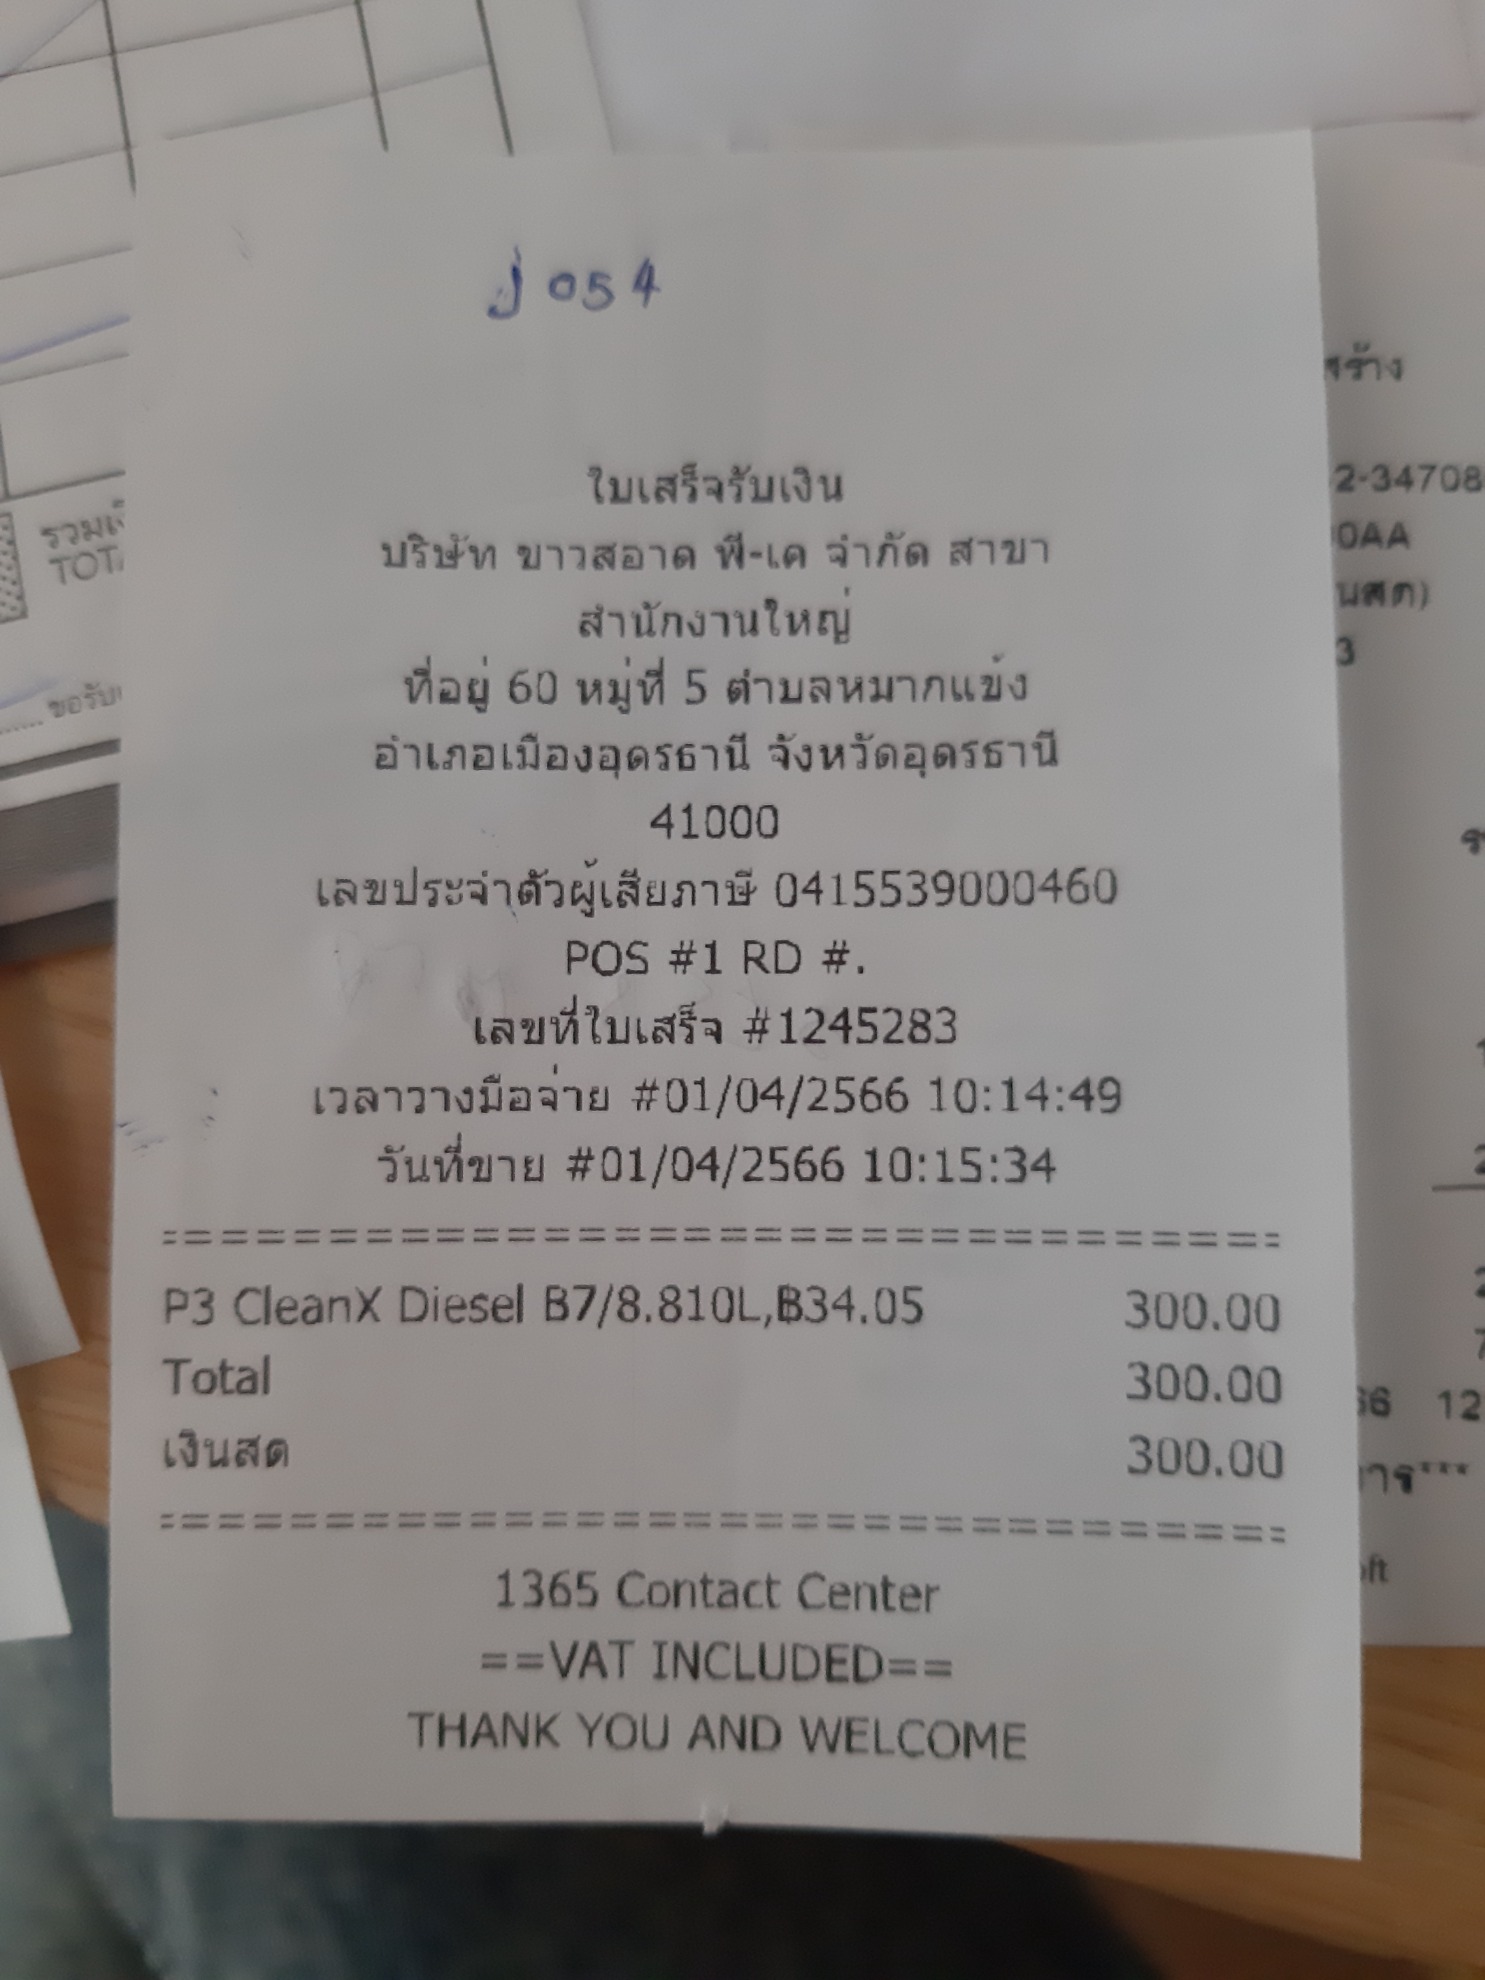 J 054
ใบเสร็จรับเงิน
บริษัท ขาวสอาด พี-เค จำกัด สาขา
สำนักงานใหญ่
ที่อยู่ 60 หมู่ที่ 5 ตำบลหมากแข้ง
อำเภอเมืองอุดรธานี จังหวัดอุดรธานี
41000
เลขประจำตัวผู้เสียภาษี 0415539000460
POS #1 RD #.
เลขที่ใบเสร็จ #1245283
เวลาวางมือจ่าย #01/04/2566 10:14:49
วันที่ขาย #01/04/2566 10:15:34
================================
P3 CleanX Diesel B7/8.810L,฿34.05 300.00
Total 300.00
เงินสด 300.00
================================
1365 Contact Center
==VAT INCLUDED==
THANK YOU AND WELCOME
2-34708
0AA
3
12